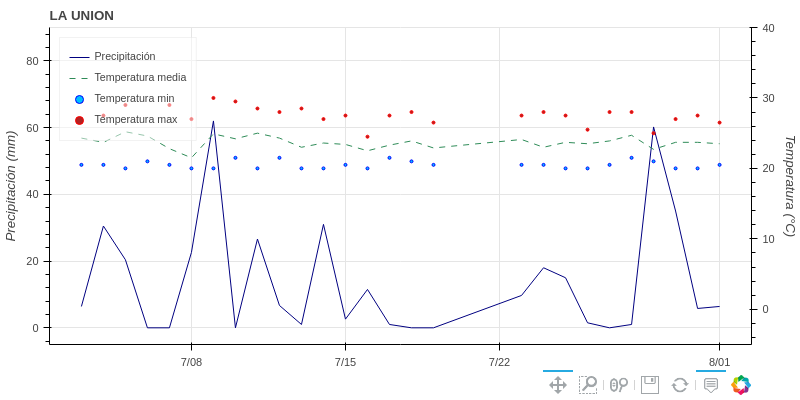 LA UNION
Precipitación
Temperatura media
Temperatura min
Temperatura max
Precipitación (mm)
80
60
40
20
0
40
30
20
10
0
Temperatura (°C)
7/08
7/15
7/22
8/01